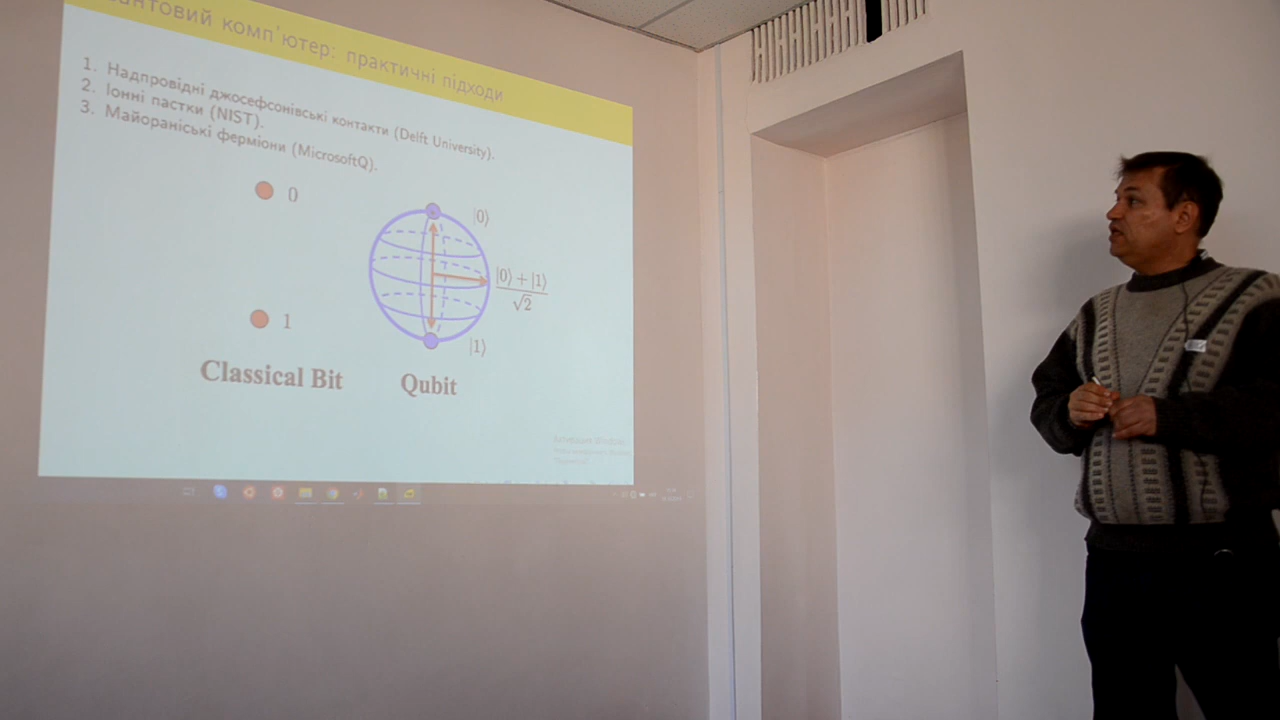 комп'ютер: практичні підходи
1. Надпровідні джосефсонівські контакти (Delft University).
2. Іонні пастки (NIST).
3. Майораніські ферміони (MicrosoftQ).
0
|0⟩
|0⟩ + |1⟩
√2
1
|1⟩
Classical Bit
Qubit